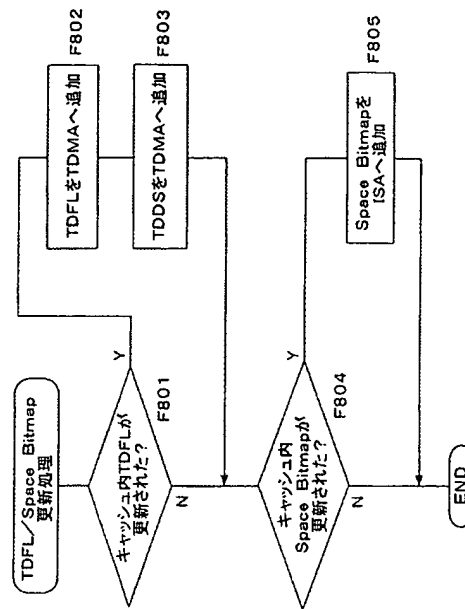 TDFL/Space Bitmap
更新処理
キャッシュ内TDFLが
更新された?
F801
Y
N
TDFLをTDMAへ追加
F802
TDDSをTDMAへ追加
F803
キャッシュ内
Space Bitmapが
更新された?
F804
Y
N
Space Bitmapを
ISAへ追加
F805
END